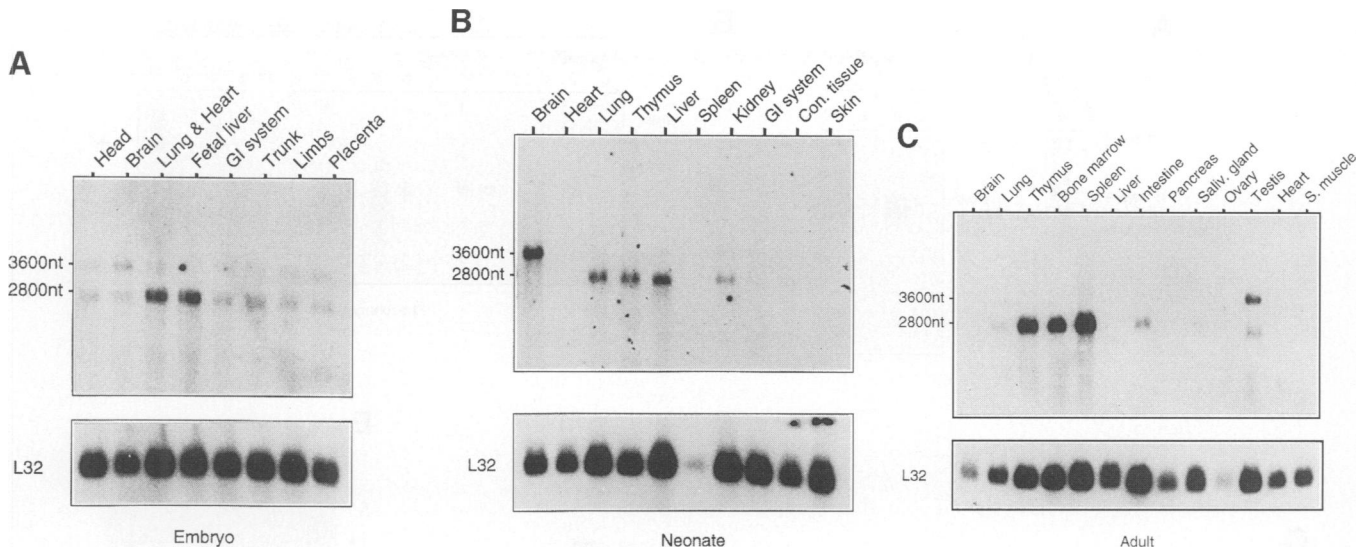 A
Head
Brain
Lung & Heart
Fetal liver
GI system
Trunk
Limbs
Placenta
3600nt
2800nt
L32
Embryo
B
Brain
Heart
Lung
Thymus
Liver
Spleen
Kidney
GI system
Con. tissue
Skin
3600nt
2800nt
L32
Neonate
C
Brain
Lung
Thymus
Bone marrow
Spleen
Liver
Intestine
Pancreas
Saliv. gland
Ovary
Testis
Heart
S. muscle
3600nt
2800nt
L32
Adult